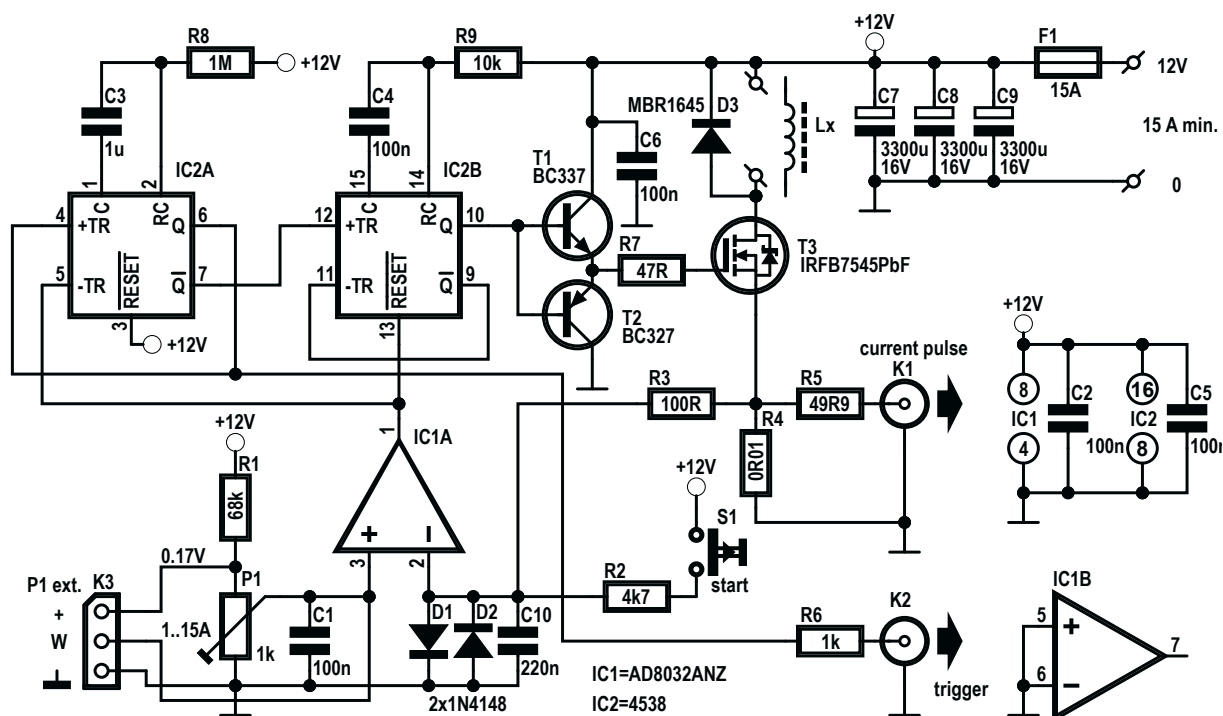 R8
1M
+12V
C3
1u
1
2
IC2A
C
RC
4
+TR
Q
6
5
-TR
RESET
Q
7
3
+12V
R9
10k
C4
100n
15
14
IC2B
C
RC
12
+TR
Q
10
11
-TR
RESET
Q
9
13
T1
BC337
C6
100n
T2
BC327
R7
47R
MBR1645
D3
Lx
T3
IRFB7545PbF
+12V
C7
3300u
16V
C8
3300u
16V
C9
3300u
16V
F1
15A
12V
15 A min.
0
R3
100R
R5
49R9
R4
0R01
current pulse
K1
+12V
8
IC1
4
C2
100n
16
IC2
8
C5
100n
+12V
R1
68k
0.17V
P1
1..15A
1k
P1 ext.
K3
+
W
C1
100n
1
IC1A
+
–
3
2
D1
D2
2x1N4148
C10
220n
R2
4k7
+12V
S1
start
R6
1k
K2
trigger
IC1=AD8032ANZ
IC2=4538
IC1B
5
+
6
–
7